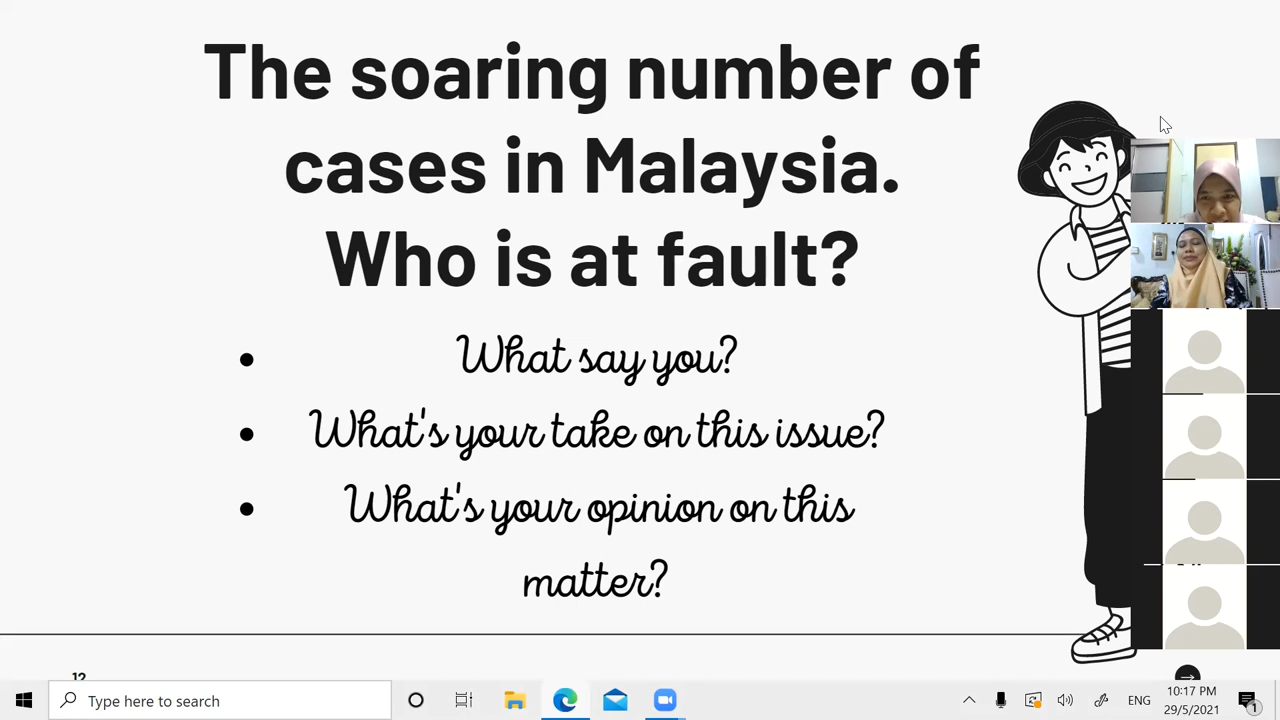 The soaring number of
cases in Malaysia.
Who is at fault?
• What say you?
• What's your take on this issue?
• What's your opinion on this
matter?
12
Type here to search
ENG
10:17 PM
29/5/2021
1